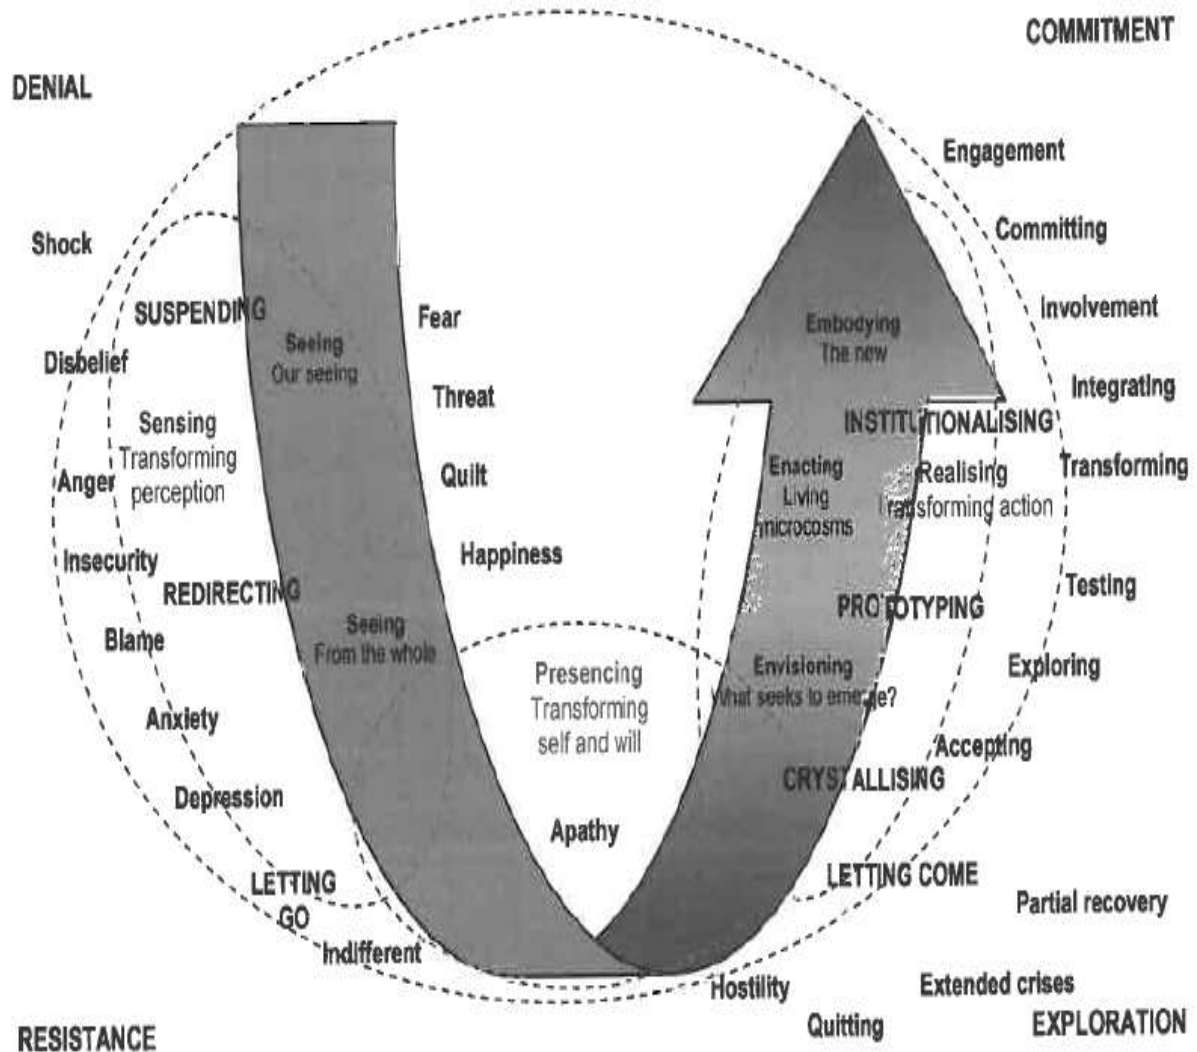 COMMITMENT
DENIAL
Engagement
Shock
Committing
SUSPENDING
Fear
Seeing
Our seeing
Embodying
The new
Involvement
Disbelief
Threat
Integrating
Sensing
Transforming
perception
INSTITUTIONALISING
Anger
Quilt
Enacting
Living
microcosms
Realising
Transforming action
Transforming
Insecurity
Happiness
REDIRECTING
PROTOTYPING
Testing
Blame
Seeing
From the whole
Presencing
Transforming
self and will
Envisioning
What seeks to emerge?
Exploring
Anxiety
Accepting
Depression
CRYSTALLISING
Apathy
LETTING
GO
LETTING COME
Partial recovery
Indifferent
Hostility
Extended crises
Quitting
RESISTANCE
EXPLORATION